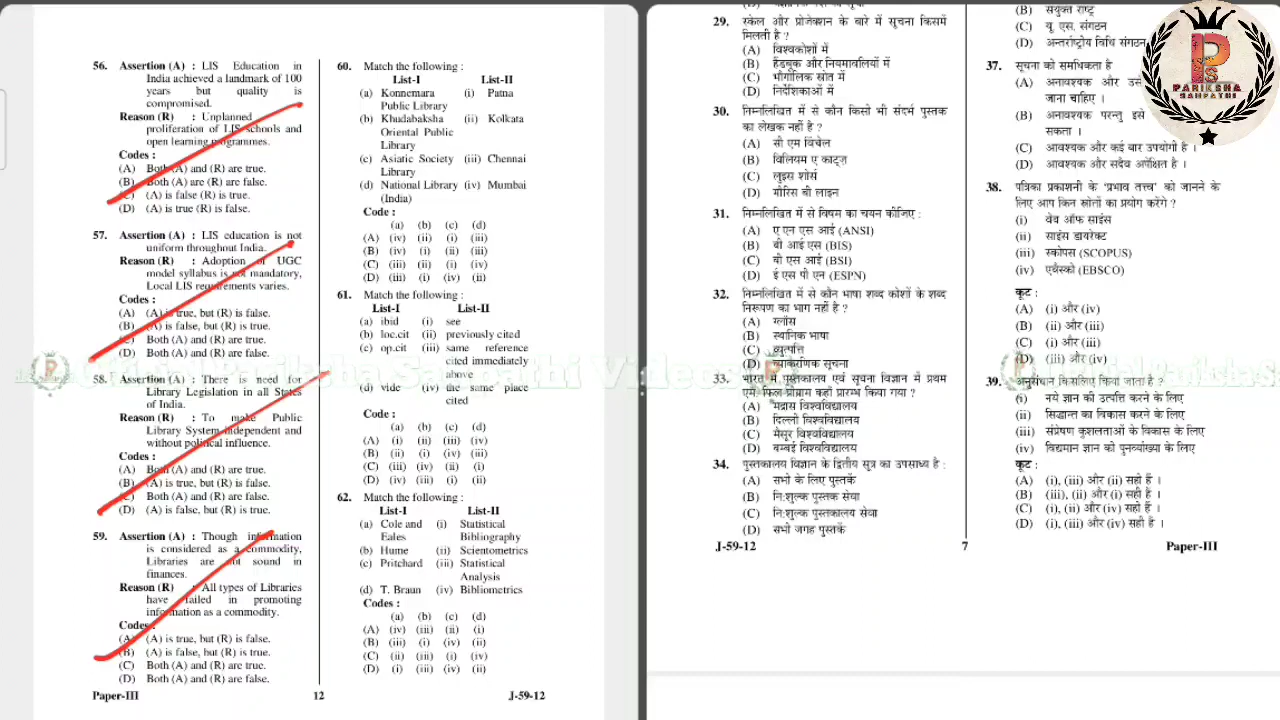 56. Assertion (A) : LIS Education in
India achieved a landmark of 100
years but quality is
compromised.
Reason (R) : Unplanned
proliferation of LIS schools and
open learning programmes.
Codes :
(A) Both (A) and (R) are true.
(B) Both (A) are (R) are false.
(C) (A) is false (R) is true.
(D) (A) is true (R) is false.
57. Assertion (A) : LIS education is not
uniform throughout India.
Reason (R) : Adoption of UGC
model syllabus is not mandatory,
Local LIS requirements varies.
Codes :
(A) (A) is true, but (R) is false.
(B) (A) is false, but (R) is true.
(C) Both (A) and (R) are true.
(D) Both (A) and (R) are false.
58. Assertion (A) : There is need for
Library Legislation in all States
of India.
Reason (R) : To make Public
Library System independent and
without political influence.
Codes :
(A) Both (A) and (R) are true.
(B) (A) is true, but (R) is false.
(C) Both (A) and (R) are false.
(D) (A) is false, but (R) is true.
59. Assertion (A) : Though information
is considered as a commodity,
Libraries are not sound in
finances.
Reason (R) : All types of Libraries
have failed in promoting
information as a commodity.
Codes :
(A) (A) is true, but (R) is false.
(B) (A) is false, but (R) is true.
(C) Both (A) and (R) are true.
(D) Both (A) and (R) are false.
Paper-III 12 J-59-12
60. Match the following :
List-I List-II
(a) Konnemara (i) Patna
Public Library
(b) Khudabaksha (ii) Kolkata
Oriental Public
Library
(c) Asiatic Society (iii) Chennai
Library
(d) National Library (iv) Mumbai
(India)
Code :
(a) (b) (c) (d)
(A) (iv) (ii) (i) (iii)
(B) (iv) (i) (ii) (iii)
(C) (iii) (ii) (i) (iv)
(D) (iii) (i) (iv) (ii)
61. Match the following :
List-I List-II
(a) ibid (i) see
(b) loc.cit (ii) previously cited
(c) op.cit (iii) same reference
cited immediately
above
(d) vide (iv) the same place
cited
Code :
(a) (b) (c) (d)
(A) (i) (ii) (iii) (iv)
(B) (ii) (i) (iv) (iii)
(C) (iii) (iv) (ii) (i)
(D) (iv) (iii) (i) (ii)
62. Match the following :
List-I List-II
(a) Cole and (i) Statistical
Eales Bibliography
(b) Hume (ii) Scientometrics
(c) Pritchard (iii) Statistical
Analysis
(d) T. Braun (iv) Bibliometrics
Codes :
(a) (b) (c) (d)
(A) (iv) (iii) (ii) (i)
(B) (iii) (i) (iv) (ii)
(C) (ii) (iii) (i) (iv)
(D) (i) (iii) (iv) (ii)
29. स्केल और प्रोजेक्शन के बारे में सूचना किसमें
मिलती है ?
(A) विश्वकोशों में
(B) हैंडबूक और नियमावलियों में
(C) भौगोलिक स्रोत में
(D) निर्देशिकाओं में
30. निम्नलिखित में से कौन किसी भी संदर्भ पुस्तक
का लेखक नहीं है ?
(A) सी एम विंचेल
(B) विलियम ए काट्ज़
(C) लुइस शोर्स
(D) मौरिस बी लाइन
31. निम्नलिखित में से विषम का चयन कीजिए :
(A) ए एन एस आई (ANSI)
(B) बी आई एस (BIS)
(C) बी एस आई (BSI)
(D) ई एस पी एन (ESPN)
32. निम्नलिखित में से कौन भाषा शब्द कोशों के शब्द
निरूपण का भाग नहीं है ?
(A) ग्लाँस
(B) स्थानिक भाषा
(C) व्युत्पत्ति
(D) व्याकरणिक सूचना
33. भारत में पुस्तकालय एवं सूचना विज्ञान में प्रथम
एम. फिल प्रोग्राम कहाँ प्रारम्भ किया गया ?
(A) मद्रास विश्वविद्यालय
(B) दिल्ली विश्वविद्यालय
(C) मैसूर विश्वविद्यालय
(D) बम्बई विश्वविद्यालय
34. पुस्तकालय विज्ञान के द्वितीय सूत्र का उपसाध्य है :
(A) सभी के लिए पुस्तकें
(B) नि:शुल्क पुस्तक सेवा
(C) नि:शुल्क पुस्तकालय सेवा
(D) सभी जगह पुस्तकें
J-59-12 7 Paper-III
(B) संयुक्त राष्ट्र
(C) यू. एस. संगठन
(D) अन्तर्राष्ट्रीय विधि संगठन
37. सूचना की समधिकता है
(A) अनावश्यक और उसे
जाना चाहिए ।
(B) अनावश्यक परन्तु इसे
सकता ।
(C) आवश्यक और कई बार उपयोगी है ।
(D) आवश्यक और सदैव अपेक्षित है ।
38. पत्रिका प्रकाशनी के 'प्रभाव तत्त्व' को जानने के
लिए आप किन स्रोतों का प्रयोग करेंगे ?
(i) वेब ऑफ साइंस
(ii) साइंस डायरेक्ट
(iii) स्कोपस (SCOPUS)
(iv) एबैस्को (EBSCO)
कूट :
(A) (i) और (iv)
(B) (ii) और (iii)
(C) (i) और (iii)
(D) (iii) और (iv)
39. अनुसंधान किसलिए किया जाता है ?
(i) नये ज्ञान की उत्पत्ति करने के लिए
(ii) सिद्धान्त का विकास करने के लिए
(iii) संप्रेषण कुशलताओं के विकास के लिए
(iv) विद्यमान ज्ञान को पुनर्व्याख्या के लिए
कूट :
(A) (i), (iii) और (ii) सही हैं ।
(B) (iii), (ii) और (i) सही हैं ।
(C) (i), (ii) और (iv) सही हैं ।
(D) (i), (iii) और (iv) सही हैं ।
PARIKSHA
SAMPATHI